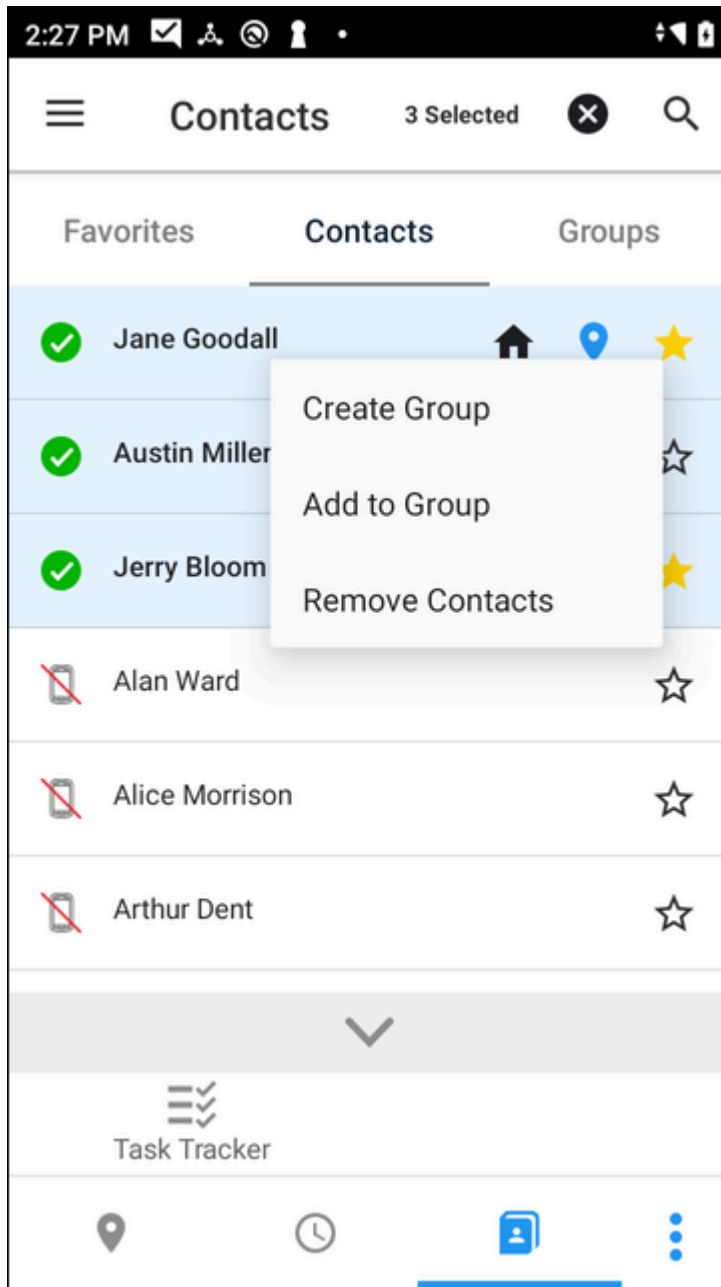 2:27 PM
Contacts 3 Selected
Favorites Contacts Groups
Jane Goodall
Create Group
Austin Miller
Add to Group
Jerry Bloom
Remove Contacts
Alan Ward
Alice Morrison
Arthur Dent
Task Tracker